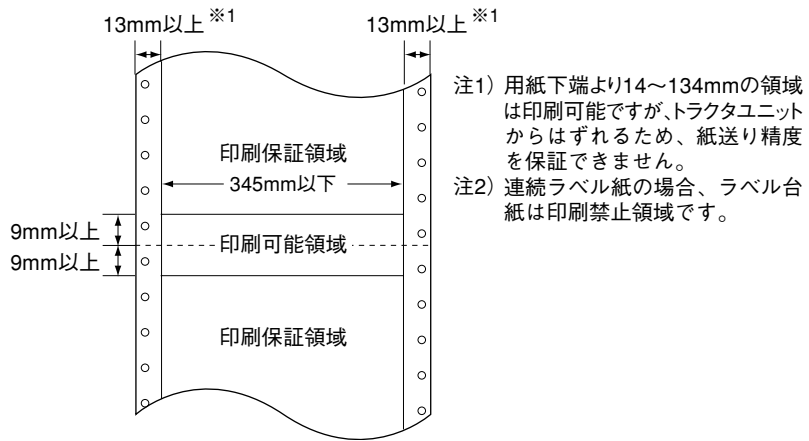 13mm以上 ※1
13mm以上 ※1
印刷保証領域
345mm以下
9mm以上
印刷可能領域
9mm以上
印刷保証領域
注1) 用紙下端より14〜134mmの領域
は印刷可能ですが、トラクタユニット
からはずれるため、紙送り精度
を保証できません。
注2) 連続ラベル紙の場合、ラベル台
紙は印刷禁止領域です。